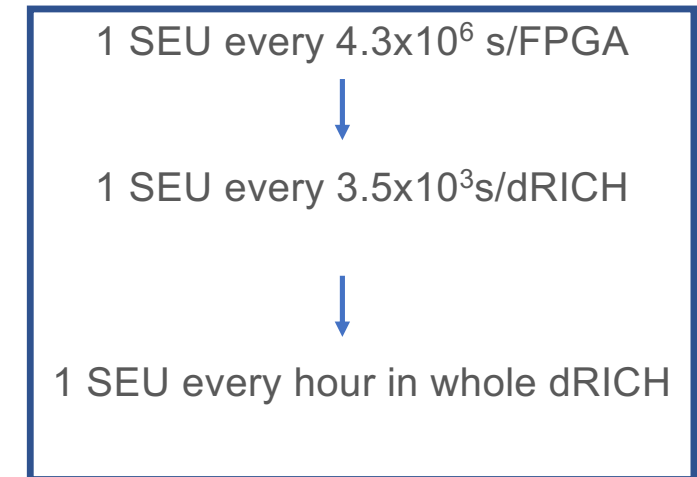 1 SEU every 4.3x10⁶ s/FPGA
1 SEU every 3.5x10³s/dRICH
1 SEU every hour in whole dRICH